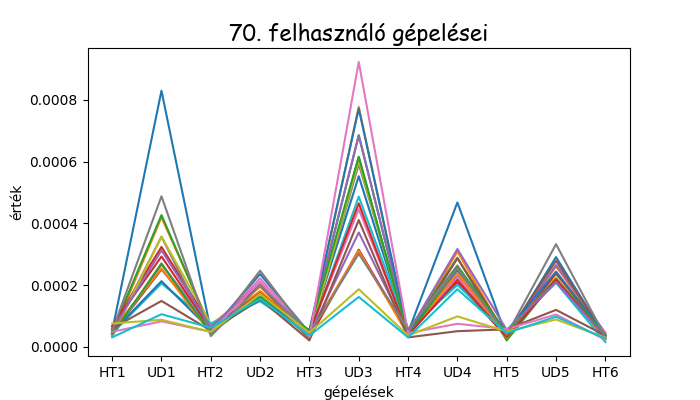 70. felhasználó gépelései
0.0008
0.0006
0.0004
0.0002
0.0000
érték
HT1 UD1 HT2 UD2 HT3 UD3 HT4 UD4 HT5 UD5 HT6
gépelések